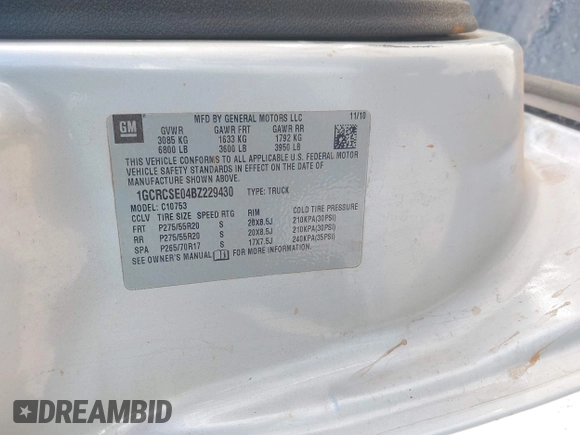 MFD BY GENERAL MOTORS LLC 11/10
GM GVWR GAWR FRT GAWR RR
3085 KG 1633 KG 1792 KG
6800 LB 3600 LB 3950 LB
THIS VEHICLE CONFORMS TO ALL APPLICABLE U.S. FEDERAL MOTOR
VEHICLE SAFETY STANDARDS IN EFFECT ON THE DATE OF
MANUFACTURE SHOWN ABOVE.
1GCRCSE04BZ229430 TYPE: TRUCK
MODEL: C10753
CCLV TIRE SIZE SPEED RTG RIM COLD TIRE PRESSURE
FRT P275/55R20 S 20X8.5J 210KPA(30PSI)
RR P275/55R20 S 20X8.5J 210KPA(30PSI)
SPA P265/70R17 S 17X7.5J 240KPA(35PSI)
SEE OWNER'S MANUAL FOR MORE INFORMATION.
DREAMBID